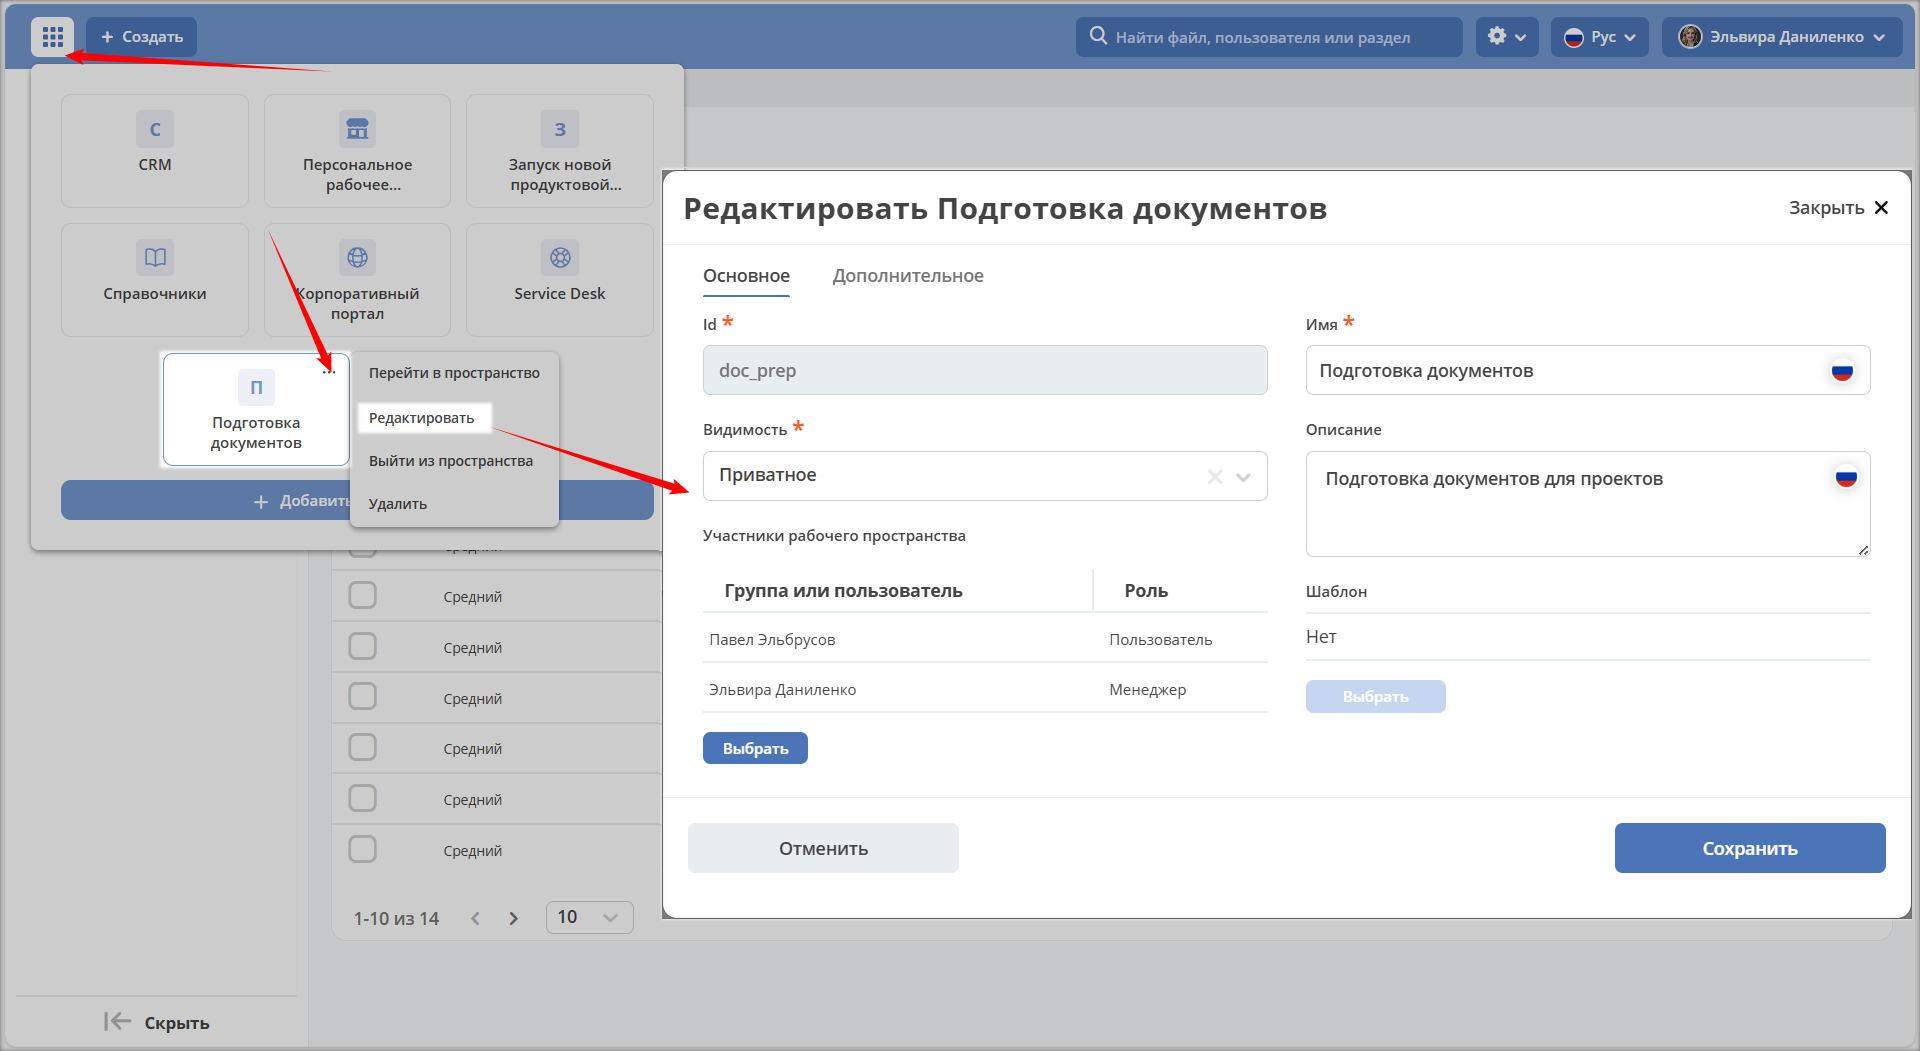 + Создать
Найти файл, пользователя или раздел
Рус
Эльвира Даниленко
C
CRM
Персональное
рабочее...
З
Запуск новой
продуктовой...
Справочники
Корпоративный
портал
Service Desk
П
Подготовка
документов
...
Перейти в пространство
Редактировать
Выйти из пространства
Удалить
+ Добавить
Средний
Средний
Средний
Средний
Средний
Средний
Средний
1-10 из 14
10
Скрыть
Редактировать Подготовка документов
Закрыть
Основное
Дополнительное
Id *
doc_prep
Имя *
Подготовка документов
Видимость *
Приватное
Описание
Подготовка документов для проектов
Участники рабочего пространства
Группа или пользователь
Роль
Павел Эльбрусов
Пользователь
Эльвира Даниленко
Менеджер
Выбрать
Шаблон
Нет
Выбрать
Отменить
Сохранить